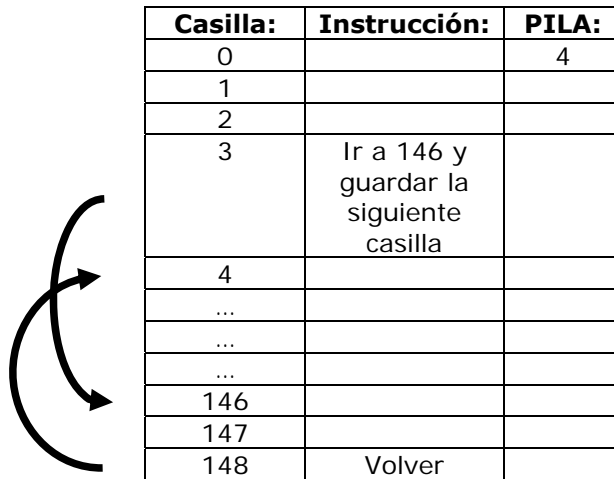 Casilla: Instrucción: PILA:
0 4
1
2
3 Ir a 146 y
guardar la
siguiente
casilla
4
...
...
...
146
147
148 Volver